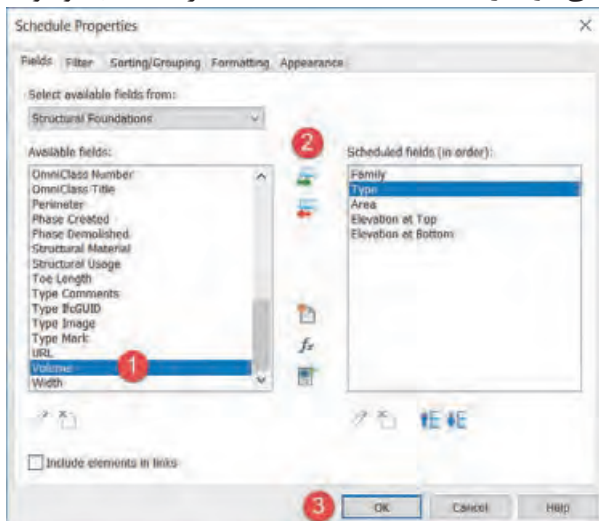 Schedule Properties
Fields Filter Sorting/Grouping Formatting Appearance
Select available fields from:
Structural Foundations
2
Available fields:
Scheduled fields (in order):
OmniClass Number
OmniClass Title
Perimeter
Phase Created
Phase Demolished
Structural Material
Structural Usage
Toe Length
Type Comments
Type IfcGUID
Type Image
Type Mark
URL
Volume
Width
1
Family
Type
Area
Elevation at Top
Elevation at Bottom
fx
Include elements in links
3
OK
Cancel
Help